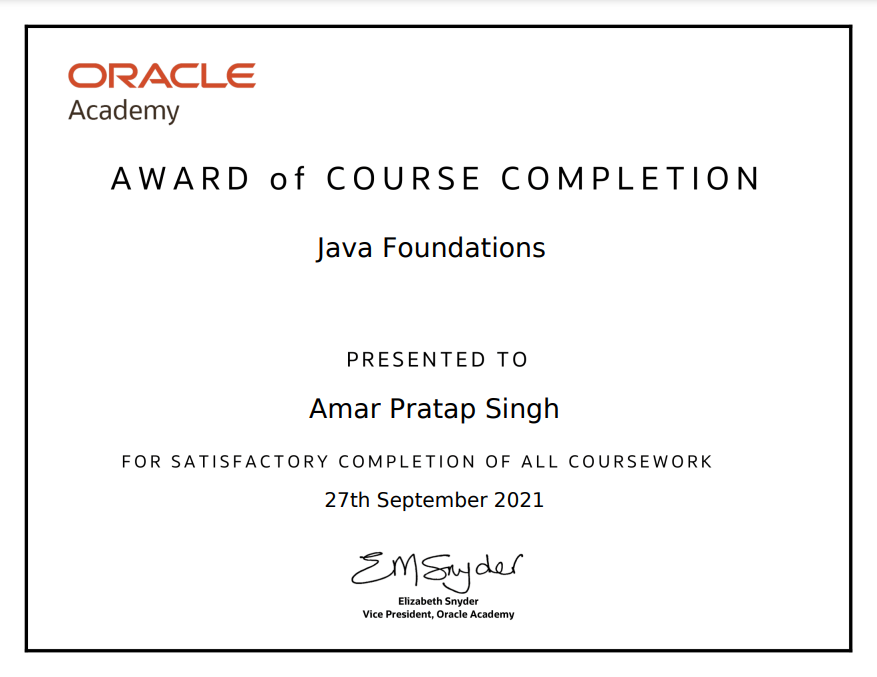 ORACLE
Academy
AWARD of COURSE COMPLETION
Java Foundations
PRESENTED TO
Amar Pratap Singh
FOR SATISFACTORY COMPLETION OF ALL COURSEWORK
27th September 2021
EMSnyder
Elizabeth Snyder
Vice President, Oracle Academy